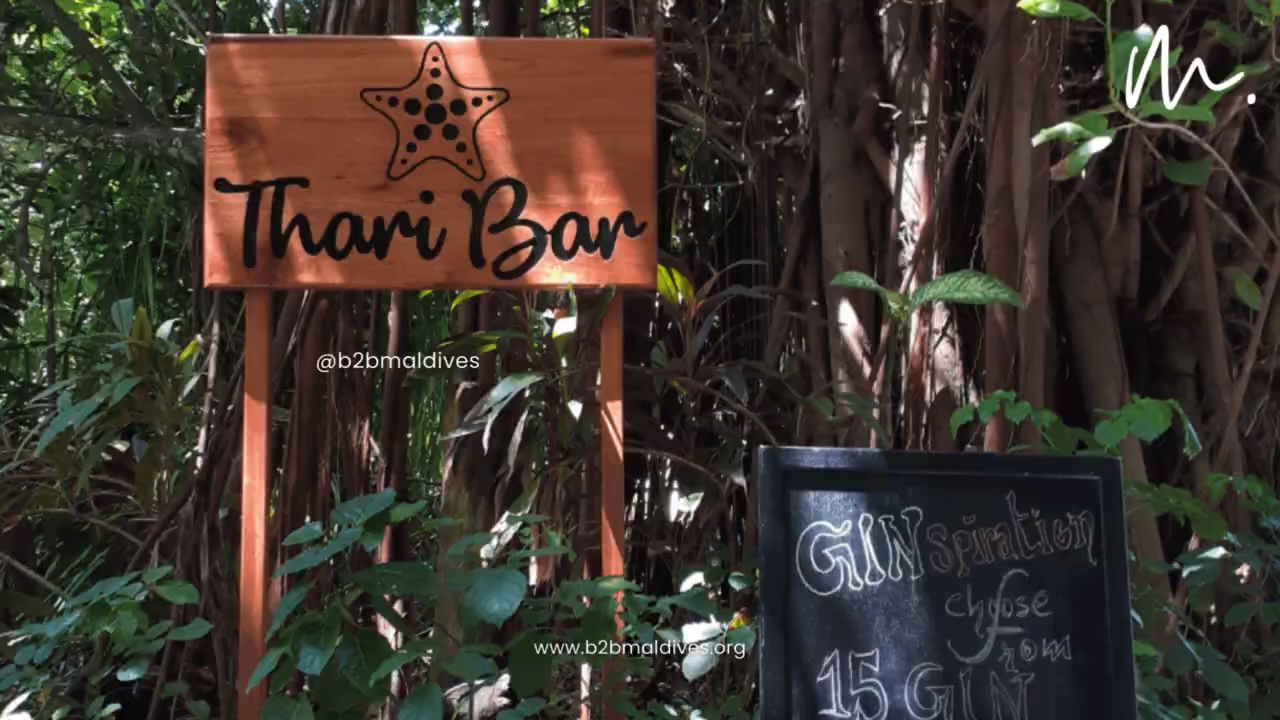 M.
Thari Bar
@b2bmaldives
GINspiration
choose
from
15 GIN
www.b2bmaldives.org